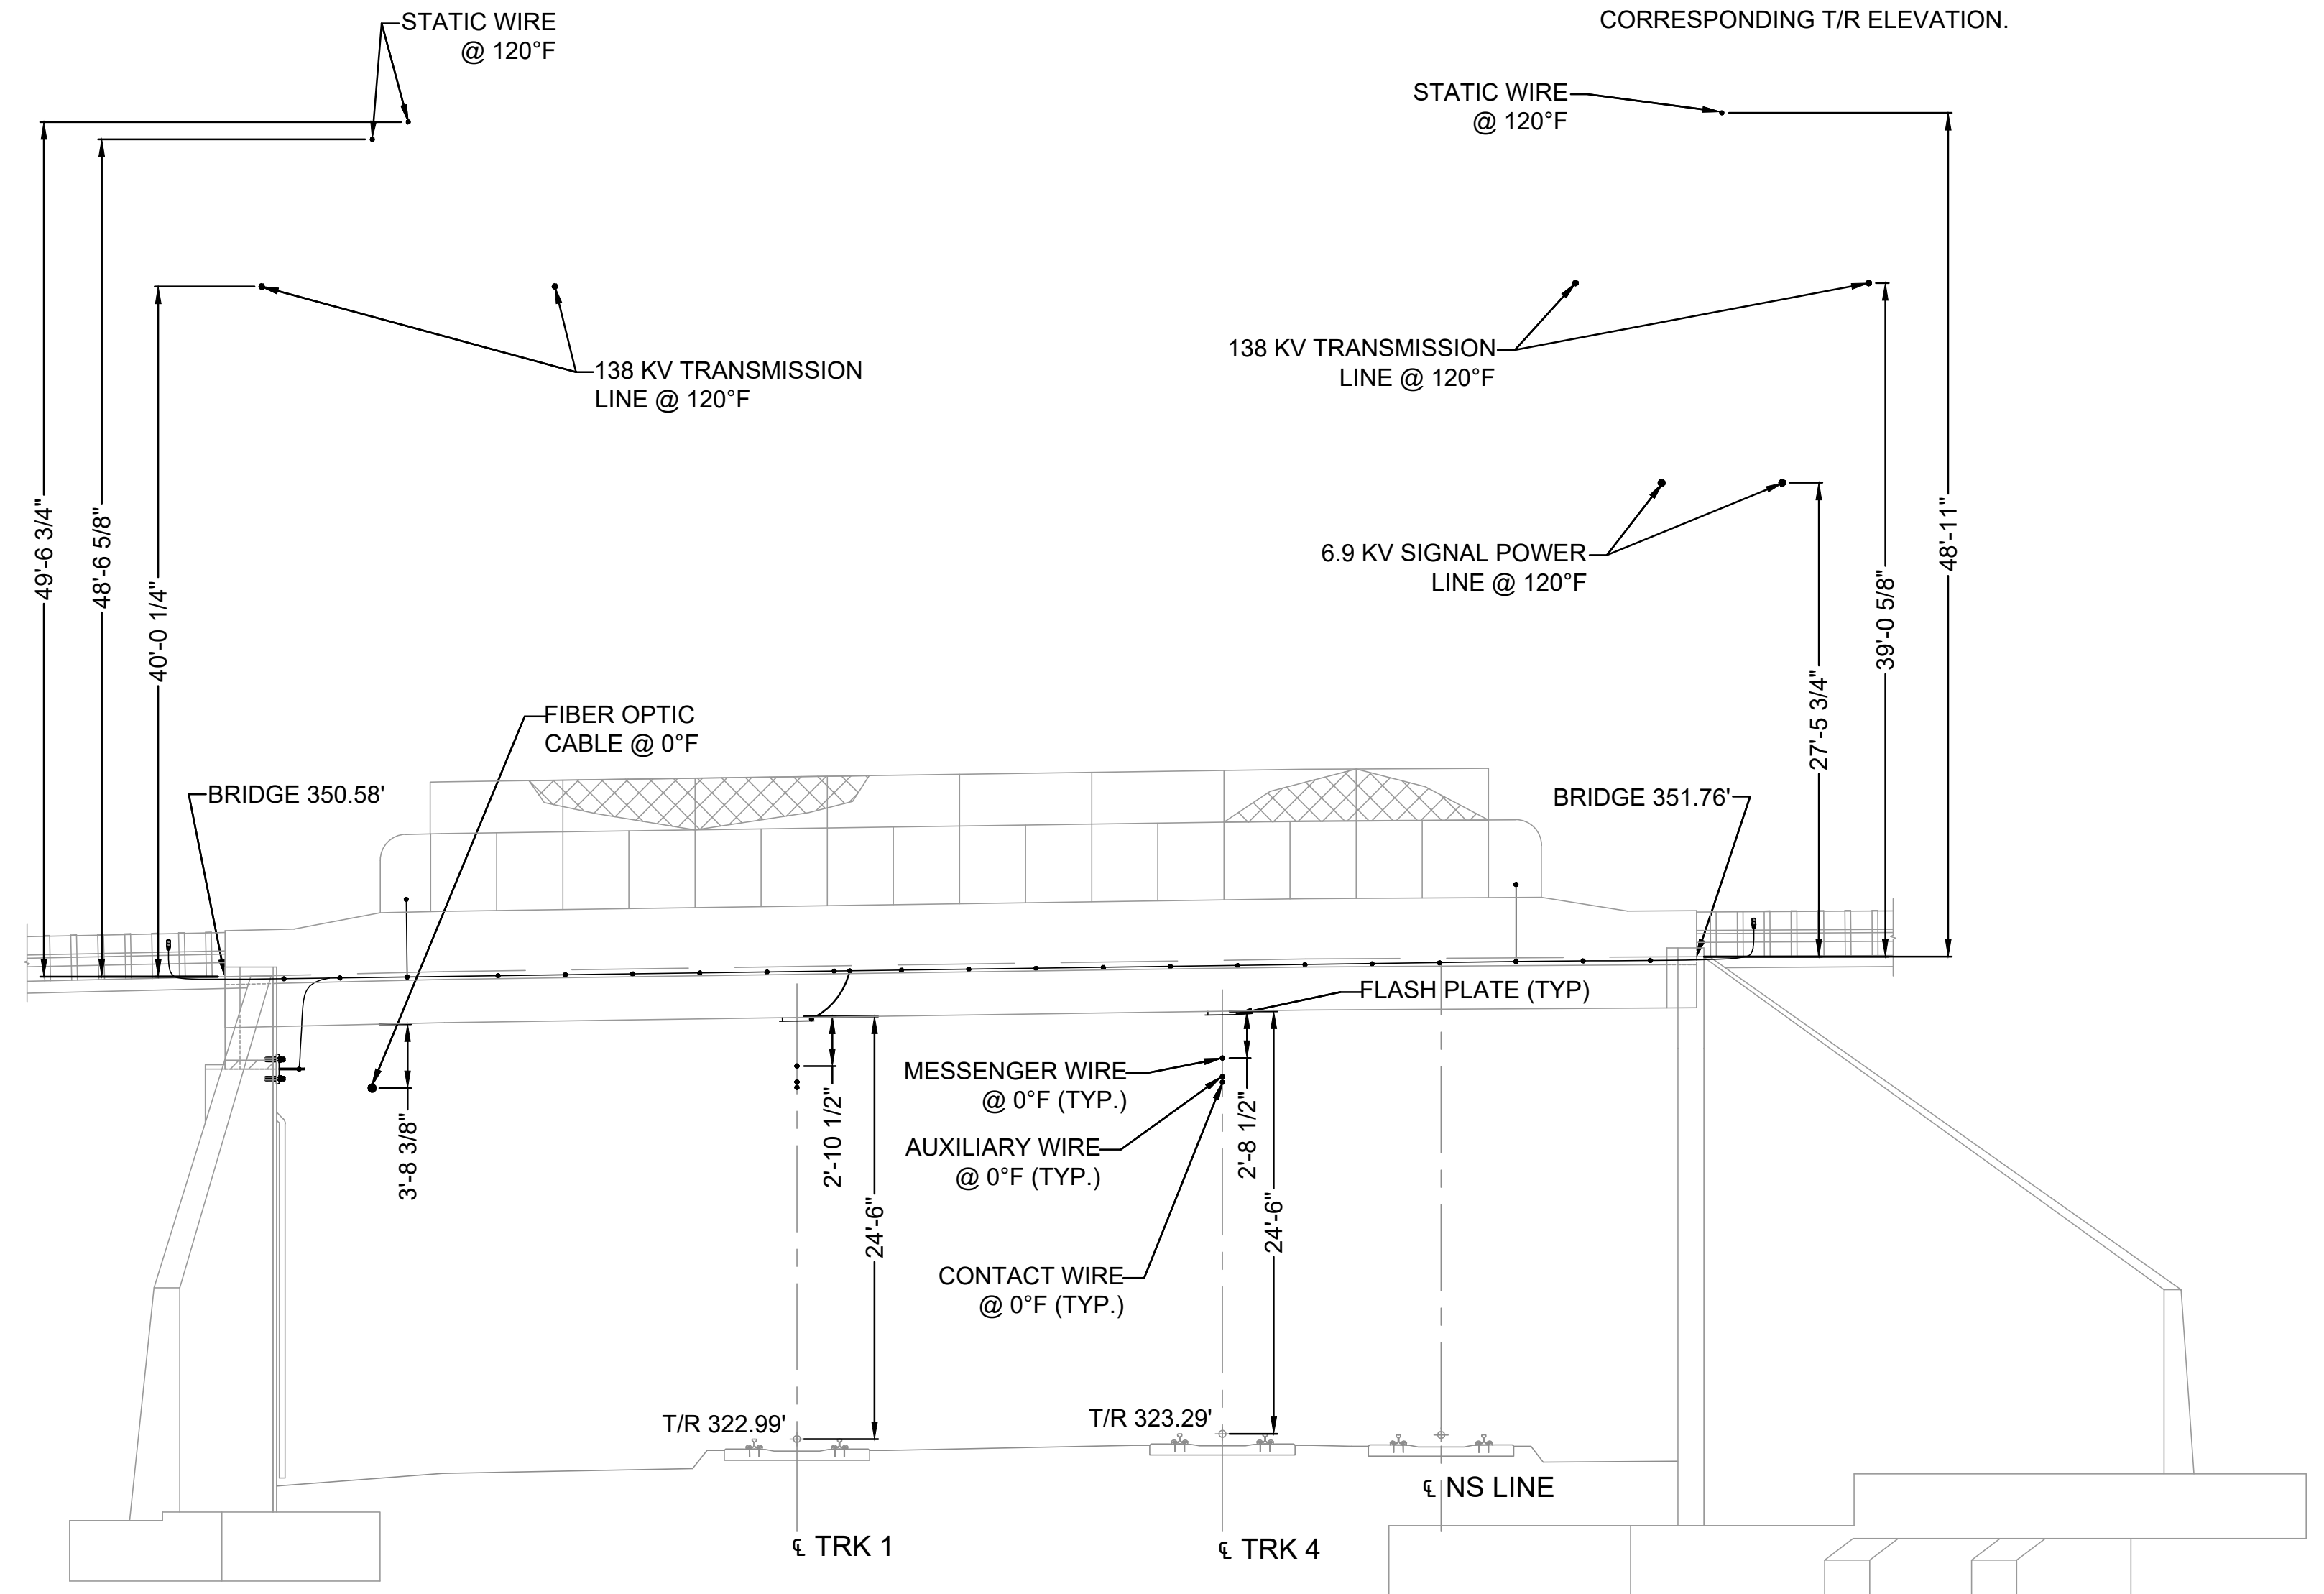 CORRESPONDING T/R ELEVATION.
STATIC WIRE
@ 120°F
STATIC WIRE
@ 120°F
138 KV TRANSMISSION
LINE @ 120°F
138 KV TRANSMISSION
LINE @ 120°F
6.9 KV SIGNAL POWER
LINE @ 120°F
49'-6 3/4"
48'-6 5/8"
40'-0 1/4"
48'-11"
39'-0 5/8"
27'-5 3/4"
FIBER OPTIC
CABLE @ 0°F
BRIDGE 350.58'
BRIDGE 351.76'
FLASH PLATE (TYP)
MESSENGER WIRE
@ 0°F (TYP.)
AUXILIARY WIRE
@ 0°F (TYP.)
CONTACT WIRE
@ 0°F (TYP.)
3'-8 3/8"
2'-10 1/2"
24'-6"
2'-8 1/2"
24'-6"
T/R 322.99'
T/R 323.29'
℄ NS LINE
℄ TRK 1
℄ TRK 4